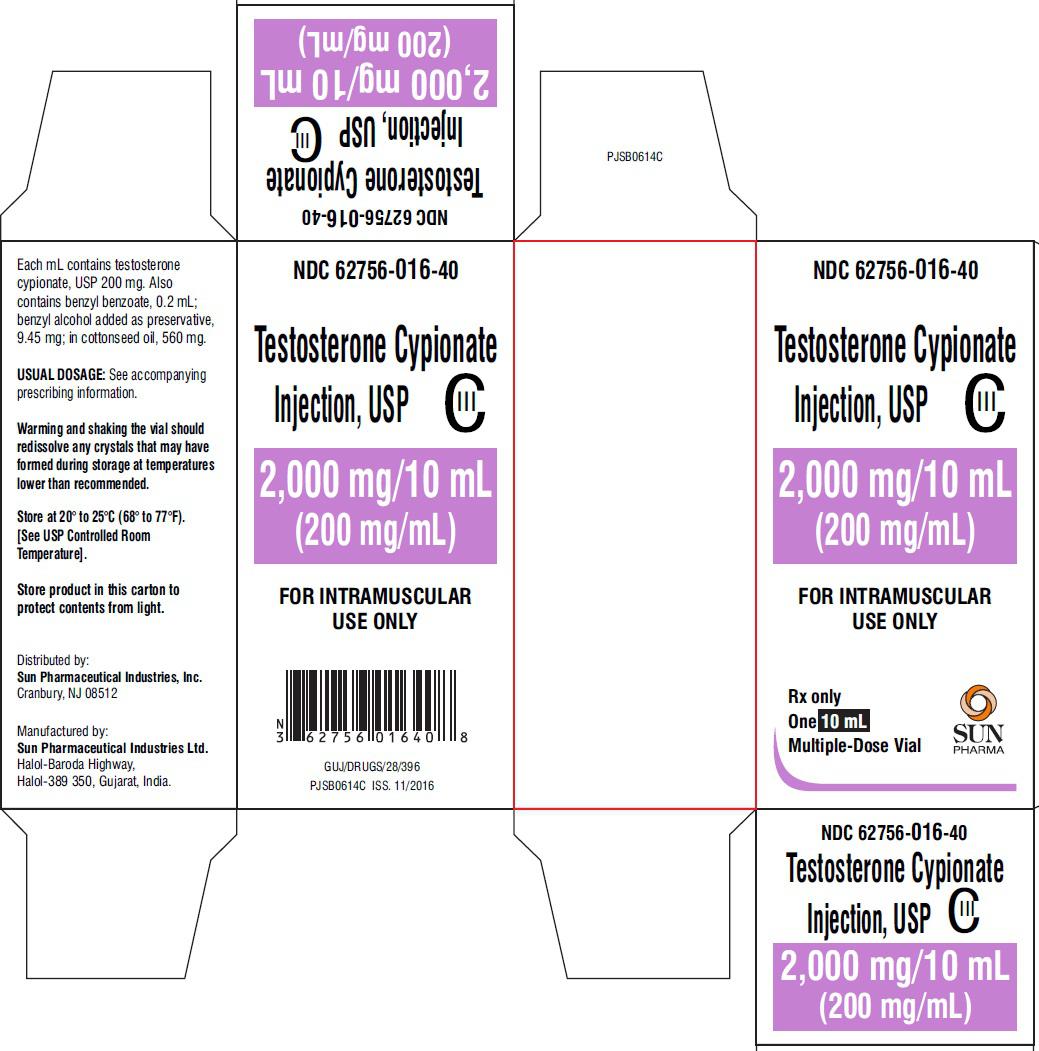 2,000 mg/10 mL
(200 mg/mL)
Testosterone Cypionate
Injection, USP CIII
NDC 62756-016-40
PJSB0614C
Each mL contains testosterone
cypionate, USP 200 mg. Also
contains benzyl benzoate, 0.2 mL;
benzyl alcohol added as preservative,
9.45 mg; in cottonseed oil, 560 mg.
USUAL DOSAGE: See accompanying
prescribing information.
Warming and shaking the vial should
redissolve any crystals that may have
formed during storage at temperatures
lower than recommended.
Store at 20° to 25°C (68° to 77°F).
[See USP Controlled Room
Temperature].
Store product in this carton to
protect contents from light.
Distributed by:
Sun Pharmaceutical Industries, Inc.
Cranbury, NJ 08512
Manufactured by:
Sun Pharmaceutical Industries Ltd.
Halol-Baroda Highway,
Halol-389 350, Gujarat, India.
NDC 62756-016-40
Testosterone Cypionate
Injection, USP CIII
2,000 mg/10 mL
(200 mg/mL)
FOR INTRAMUSCULAR
USE ONLY
N
3 62756 01640 8
GUJ/DRUGS/28/396
PJSB0614C ISS. 11/2016
NDC 62756-016-40
Testosterone Cypionate
Injection, USP CIII
2,000 mg/10 mL
(200 mg/mL)
FOR INTRAMUSCULAR
USE ONLY
Rx only
One 10 mL
Multiple-Dose Vial
SUN
PHARMA
NDC 62756-016-40
Testosterone Cypionate
Injection, USP CIII
2,000 mg/10 mL
(200 mg/mL)